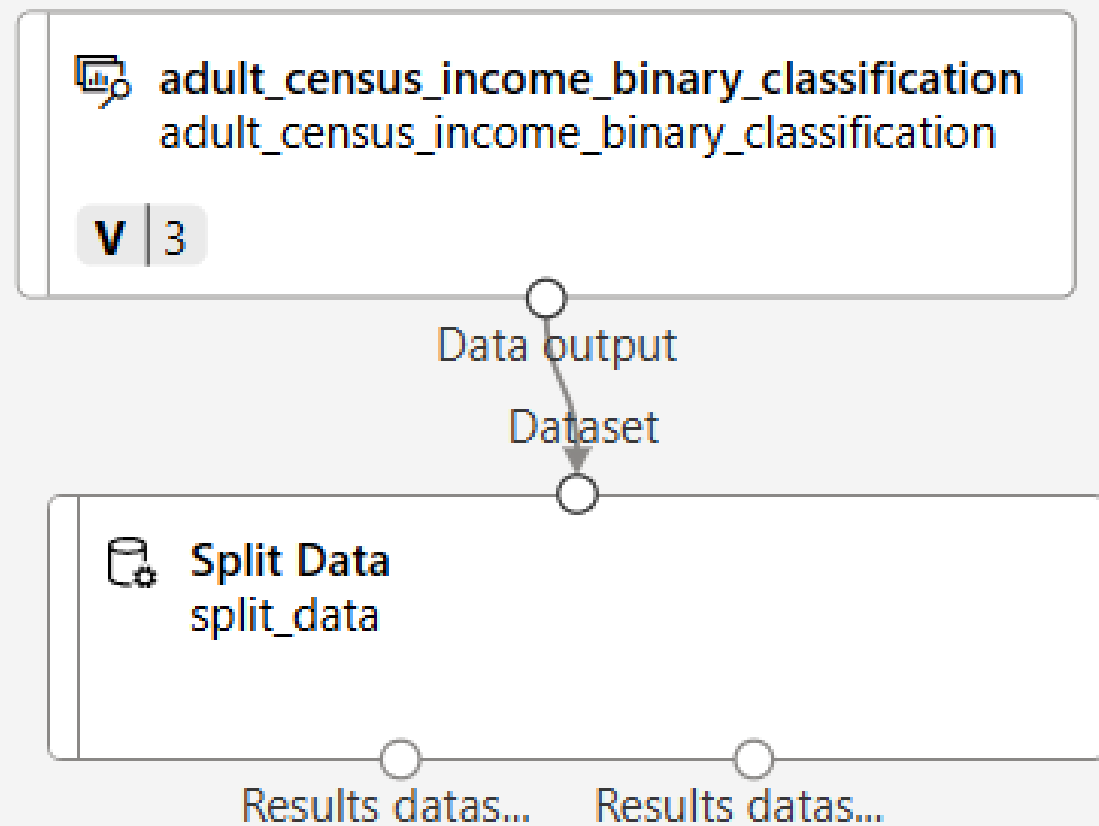 adult_census_income_binary_classification
adult_census_income_binary_classification
V 3
Data output
Dataset
Split Data
split_data
Results datas... Results datas...